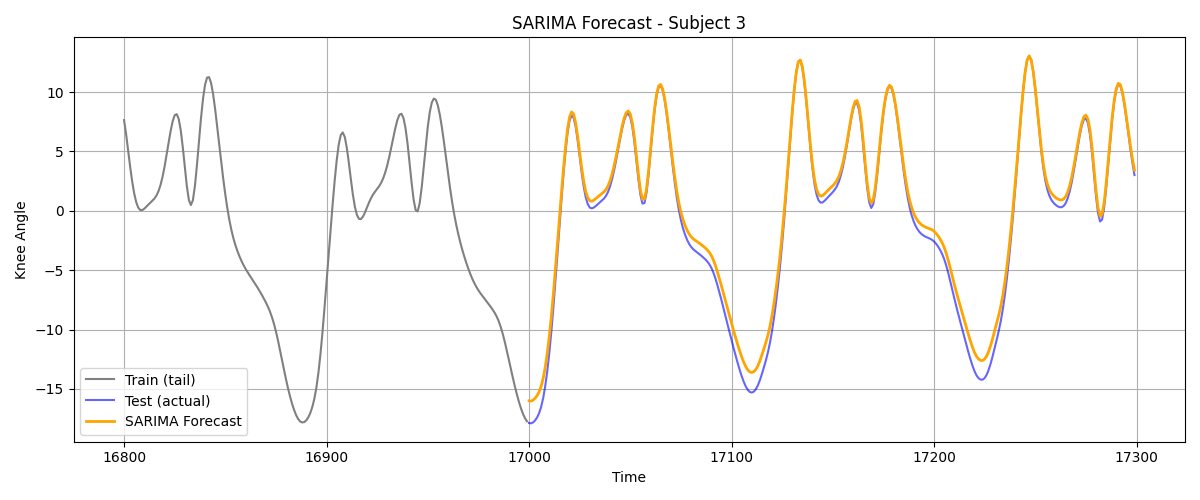 SARIMA Forecast - Subject 3
Knee Angle
10
5
0
−5
−10
−15
Train (tail)
Test (actual)
SARIMA Forecast
16800
16900
17000
17100
17200
17300
Time